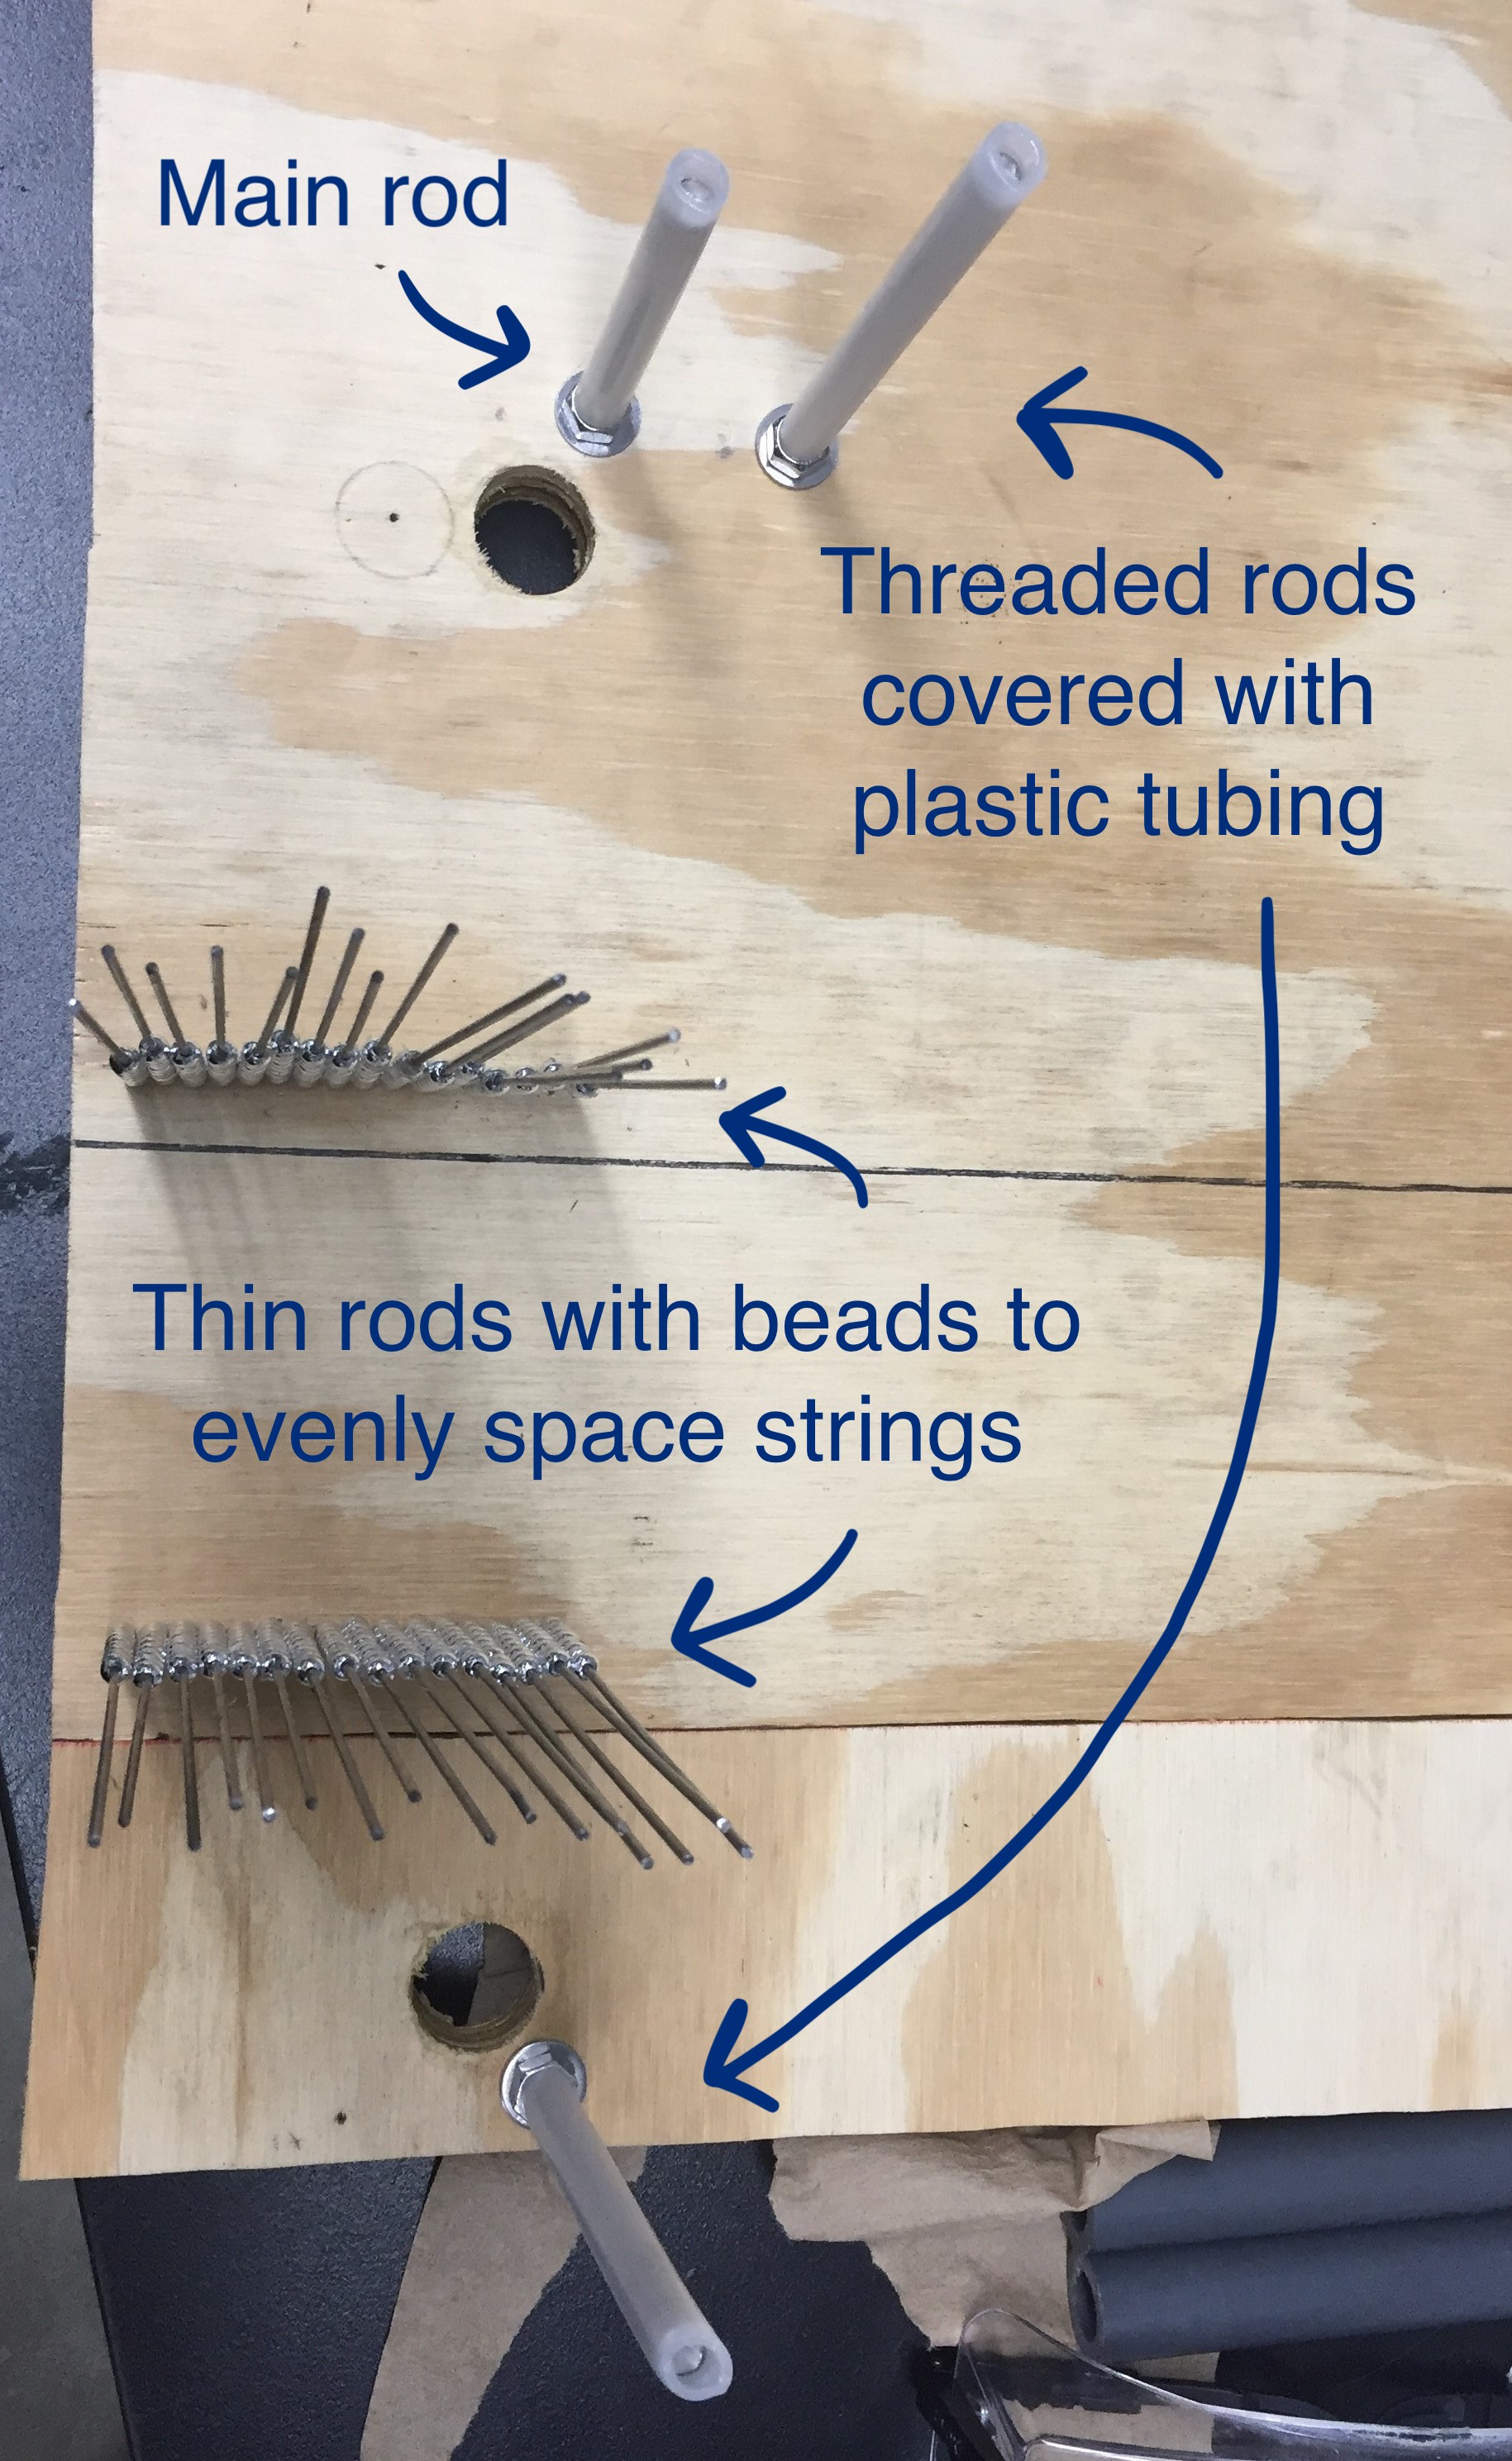 Main rod
Threaded rods
covered with
plastic tubing
Thin rods with beads to
evenly space strings